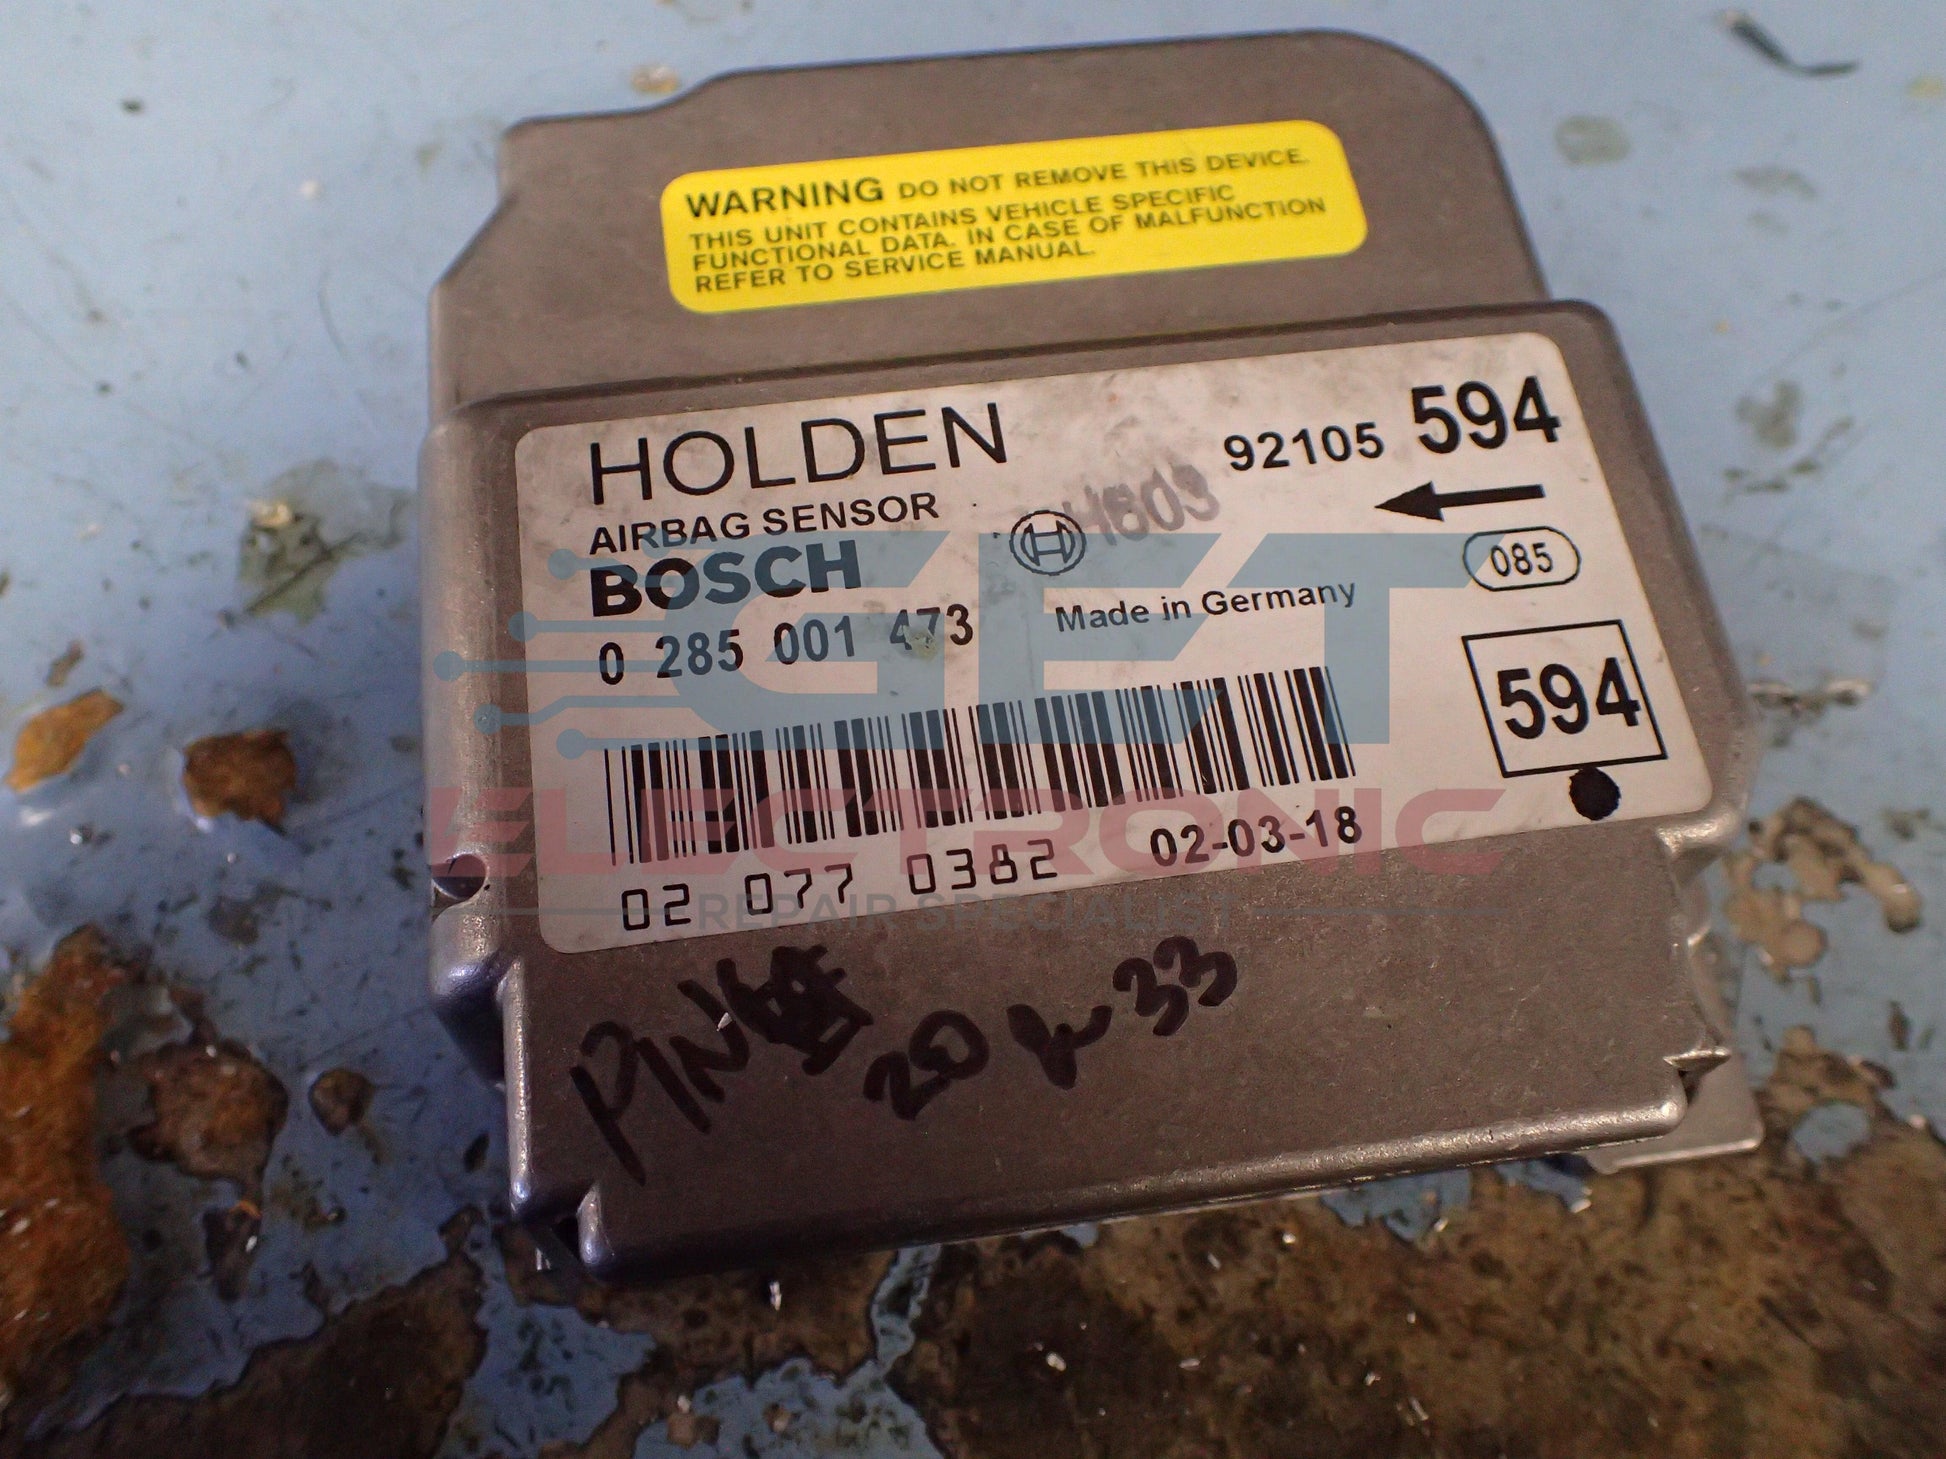 WARNING DO NOT REMOVE THIS DEVICE.
THIS UNIT CONTAINS VEHICLE SPECIFIC
FUNCTIONAL DATA. IN CASE OF MALFUNCTION
REFER TO SERVICE MANUAL.
HOLDEN
92105 594
AIRBAG SENSOR
BOSCH
085
0 285 001 473
Made in Germany
594
GET
ELECTRONIC
REPAIR SPECIALIST
02 077 0382
02-03-18
20 33